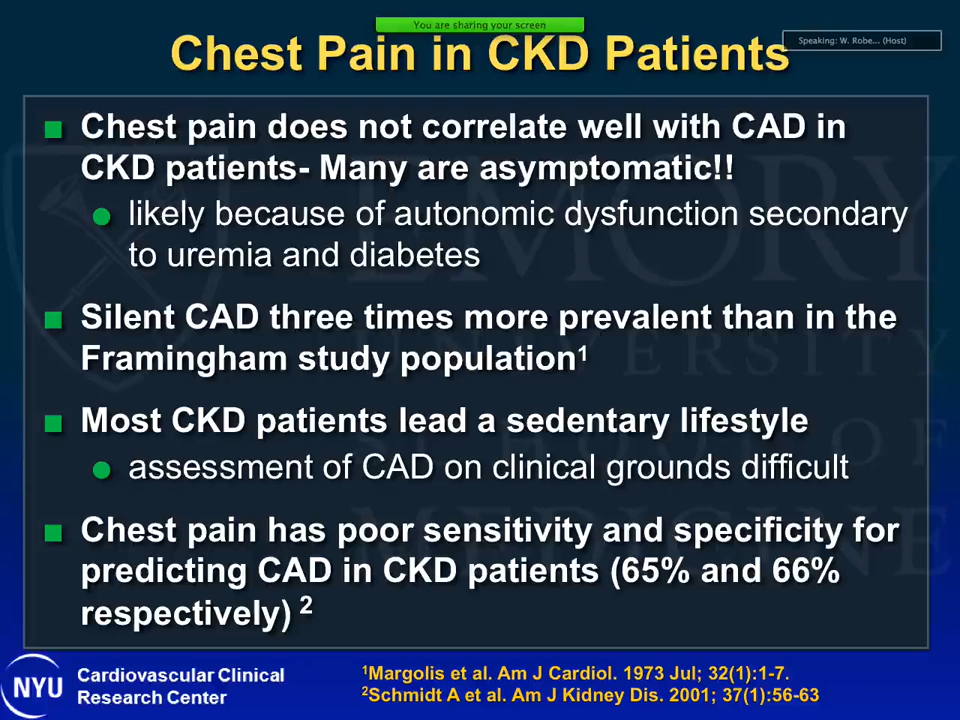 You are sharing your screen
Speaking: W. Robe... (Host)
Chest Pain in CKD Patients
Chest pain does not correlate well with CAD in
CKD patients- Many are asymptomatic!!
likely because of autonomic dysfunction secondary
to uremia and diabetes
Silent CAD three times more prevalent than in the
Framingham study population¹
Most CKD patients lead a sedentary lifestyle
assessment of CAD on clinical grounds difficult
Chest pain has poor sensitivity and specificity for
predicting CAD in CKD patients (65% and 66%
respectively) ²
EMORY
UNIVERSITY
SCHOOL OF
MEDICINE
NYU
Cardiovascular Clinical
Research Center
¹Margolis et al. Am J Cardiol. 1973 Jul; 32(1):1-7.
²Schmidt A et al. Am J Kidney Dis. 2001; 37(1):56-63